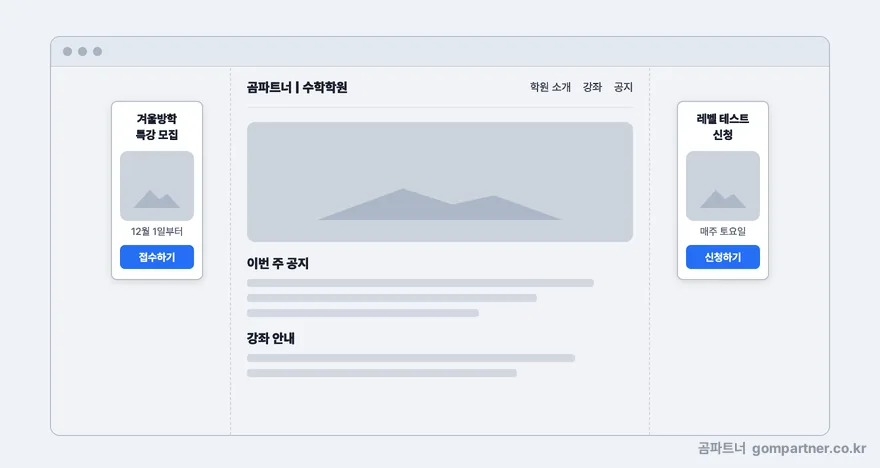 곰파트너 | 수학학원
학원 소개 강좌 공지
겨울방학
특강 모집
12월 1일부터
접수하기
이번 주 공지
강좌 안내
레벨 테스트
신청
매주 토요일
신청하기
곰파트너 gompartner.co.kr